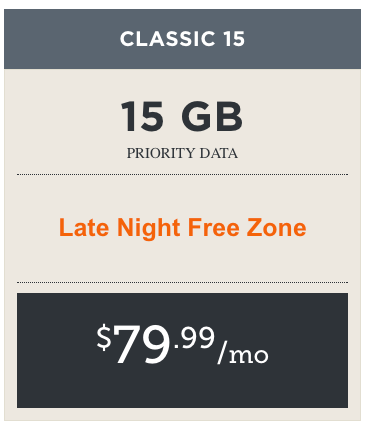 CLASSIC 15
15 GB
PRIORITY DATA
Late Night Free Zone
$79.99/mo